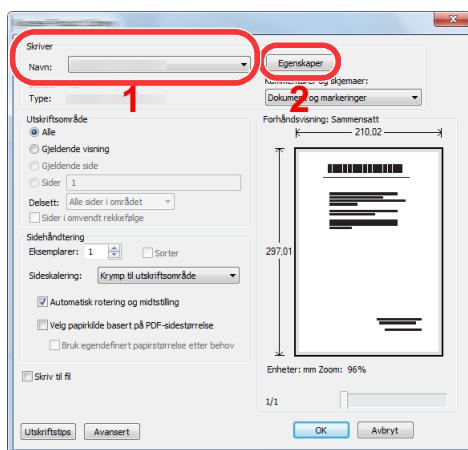 Skriver
Navn:
Egenskaper
Kommentarer og skjemaer:
1
2
Type:
Dokument og markeringer
Utskriftsområde
Alle
Gjeldende visning
Gjeldende side
Sider 1
Delsett: Alle sider i området
Sider i omvendt rekkefølge
Sidehåndtering
Eksemplarer: 1
Sorter
Sideskalering: Krymp til utskriftsområde
Automatisk rotering og midtstilling
Velg papirkilde basert på PDF-sidestørrelse
Bruk egendefinert papirstørrelse etter behov
Skriv til fil
Forhåndsvisning: Sammensatt
210,02
297,01
Enheter: mm Zoom: 96%
1/1
Utskriftstips
Avansert
OK
Avbryt